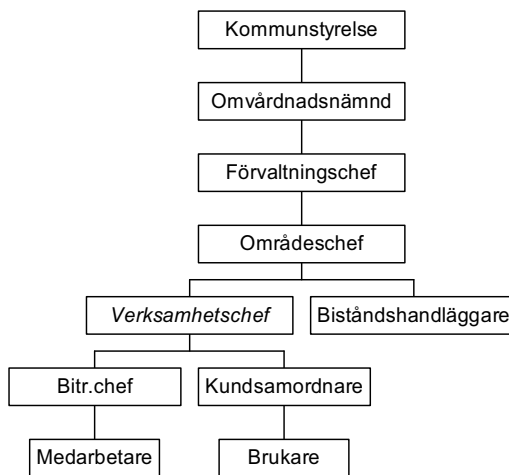 Kommunstyrelse
Omvårdnadsnämnd
Förvaltningschef
Områdeschef
Verksamhetschef
Biståndshandläggare
Bitr.chef
Kundsamordnare
Medarbetare
Brukare